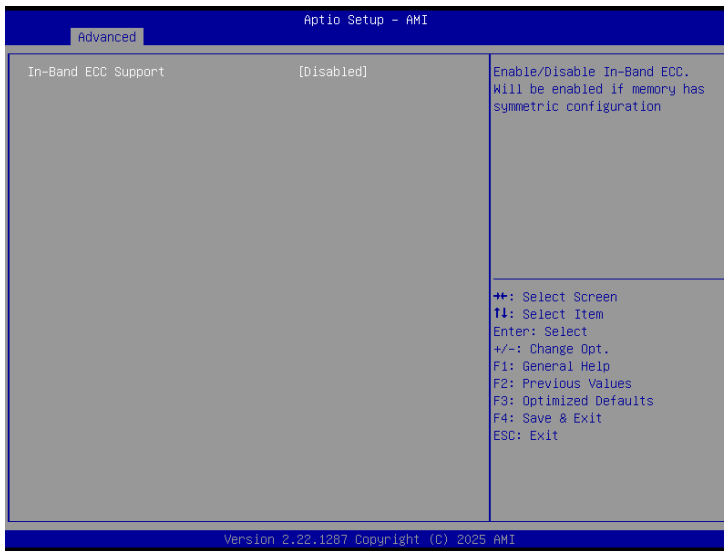 Aptio Setup - AMI
Advanced
In-Band ECC Support [Disabled]
Enable/Disable In-Band ECC.
Will be enabled if memory has
symmetric configuration
→←: Select Screen
↑↓: Select Item
Enter: Select
+/-: Change Opt.
F1: General Help
F2: Previous Values
F3: Optimized Defaults
F4: Save & Exit
ESC: Exit
Version 2.22.1287 Copyright (C) 2025 AMI